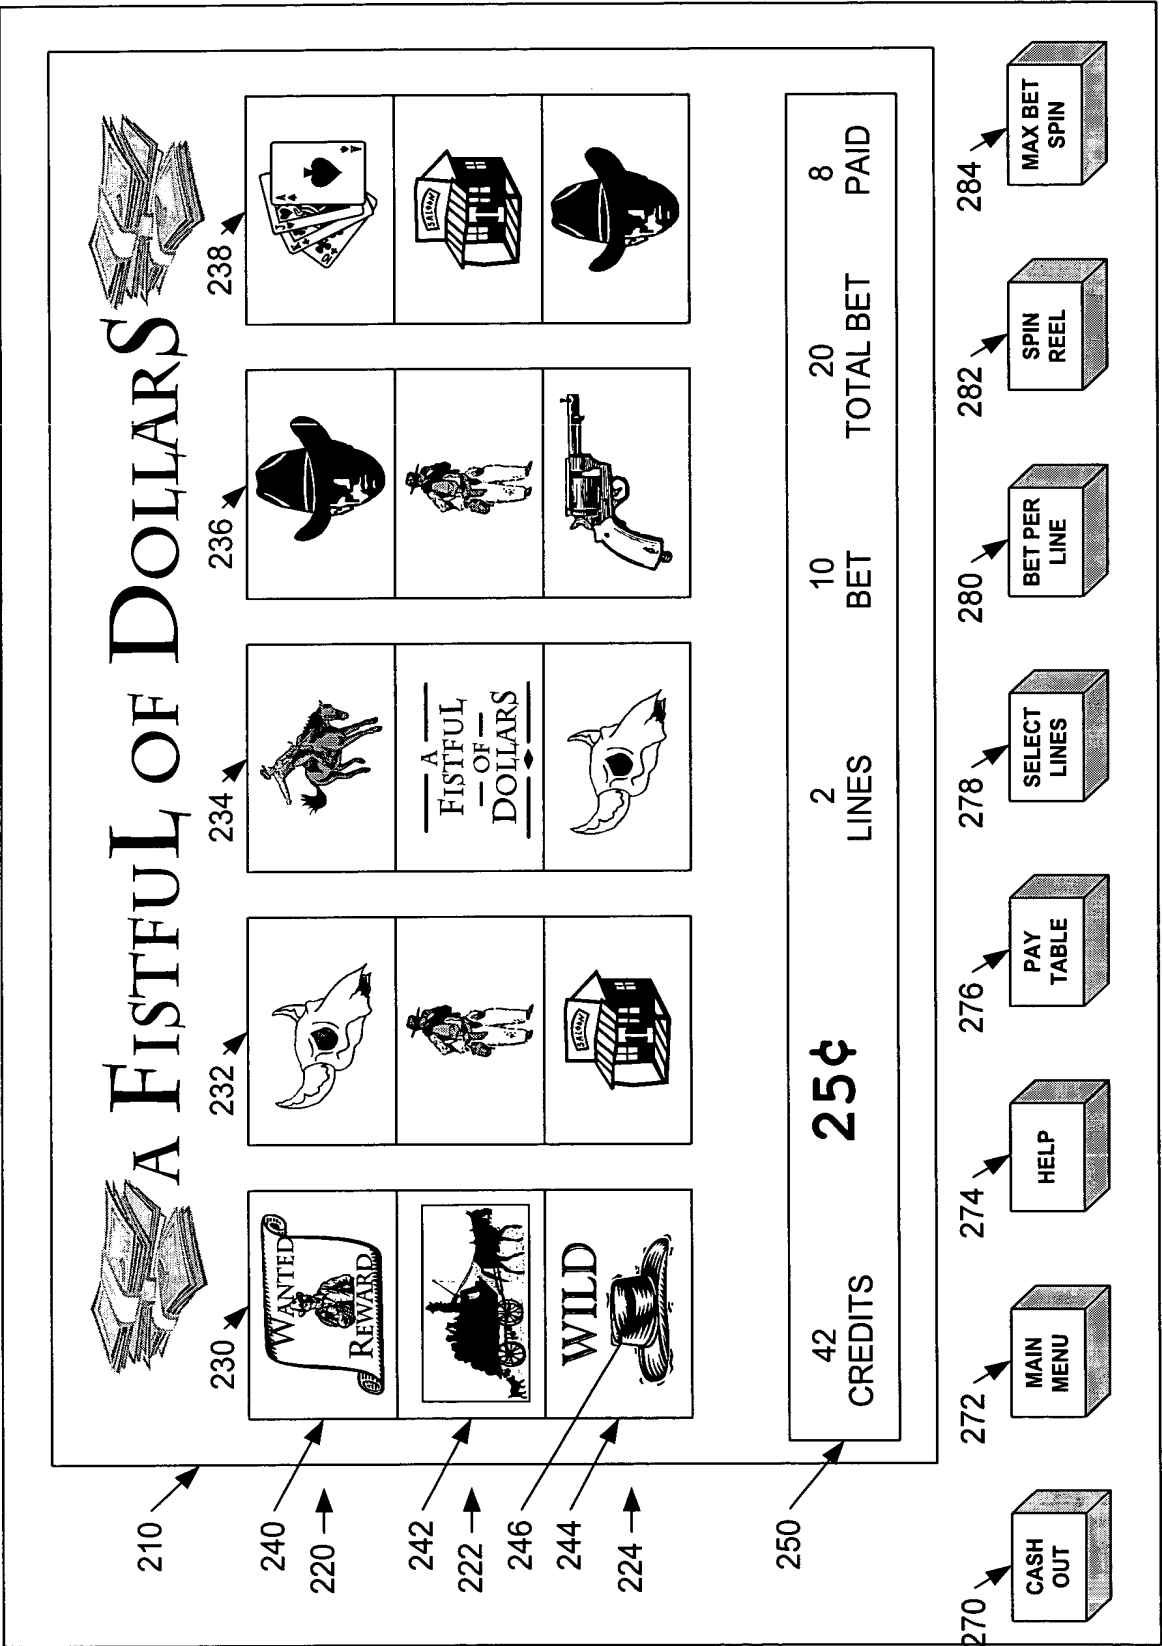 A FISTFUL OF DOLLARS
210
230
232
234
236
238
240
220
WANTED
REWARD
242
222
A
FISTFUL
OF
DOLLARS
SALOON
246
244
224
WILD
SALOON
250
42
CREDITS
25¢
2
LINES
10
BET
20
TOTAL BET
8
PAID
270
CASH
OUT
272
MAIN
MENU
274
HELP
276
PAY
TABLE
278
SELECT
LINES
280
BET PER
LINE
282
SPIN
REEL
284
MAX BET
SPIN